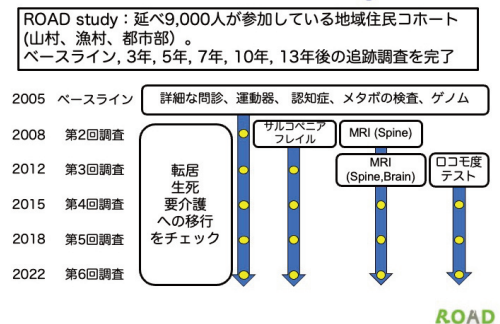 ROAD study：延べ9,000人が参加している地域住民コホート
(山村、漁村、都市部）。
ベースライン, 3年, 5年, 7年, 10年, 13年後の追跡調査を完了
2005 ベースライン 詳細な問診、運動器、認知症、メタボの検査、ゲノム
2008 第2回調査 サルコペニア MRI (Spine)
フレイル
2012 第3回調査 MRI ロコモ度
(Spine,Brain) テスト
転居
生死
要介護
への移行
をチェック
2015 第4回調査
2018 第5回調査
2022 第6回調査
ROAD